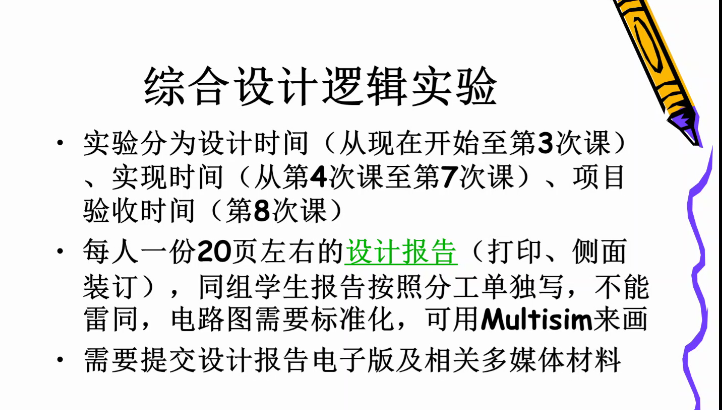 综合设计逻辑实验
• 实验分为设计时间（从现在开始至第3次课）
、实现时间（从第4次课至第7次课）、项目
验收时间（第8次课）
• 每人一份20页左右的设计报告（打印、侧面
装订），同组学生报告按照分工单独写，不能
雷同，电路图需要标准化，可用Multisim来画
• 需要提交设计报告电子版及相关多媒体材料